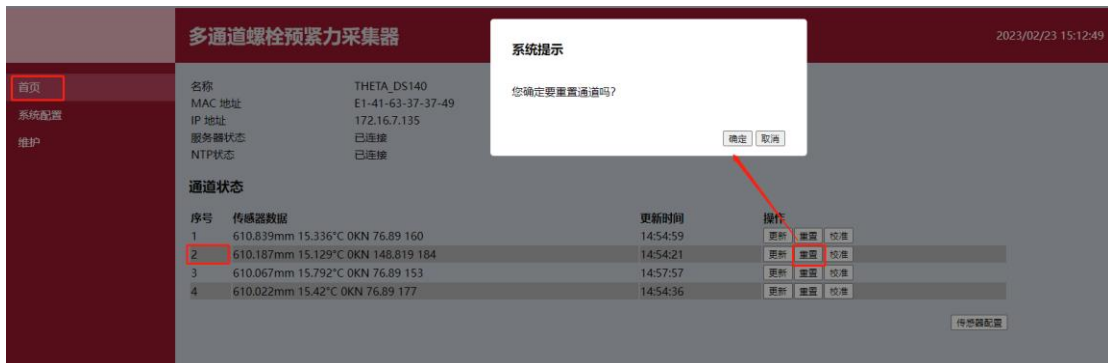 多通道螺栓预紧力采集器
2023/02/23 15:12:49
系统提示
您确定要重置通道吗?
确定 取消
首页
系统配置
维护
名称 THETA_DS140
MAC 地址 E1-41-63-37-37-49
IP 地址 172.16.7.135
服务器状态 已连接
NTP状态 已连接
通道状态
序号 传感器数据 更新时间 操作
1 610.839mm 15.336°C 0KN 76.89 160 14:54:59 更新 重置 校准
2 610.187mm 15.129°C 0KN 148.819 184 14:54:21 更新 重置 校准
3 610.067mm 15.792°C 0KN 76.89 153 14:57:57 更新 重置 校准
4 610.022mm 15.42°C 0KN 76.89 177 14:54:36 更新 重置 校准
传感器配置